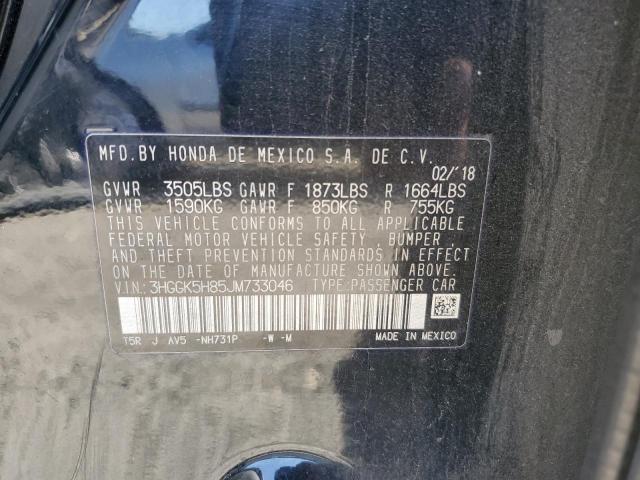 MFD.BY HONDA DE MEXICO S.A. DE C.V.
02/'18
GVWR 3505LBS GAWR F 1873LBS R 1664LBS
GVWR 1590KG GAWR F 850KG R 755KG
THIS VEHICLE CONFORMS TO ALL APPLICABLE
FEDERAL MOTOR VEHICLE SAFETY, BUMPER,
AND THEFT PREVENTION STANDARDS IN EFFECT
ON THE DATE OF MANUFACTURE SHOWN ABOVE.
V.I.N.:3HGGK5H85JM733046 TYPE:PASSENGER CAR
T5R J AV5 -NH731P -W -M MADE IN MEXICO